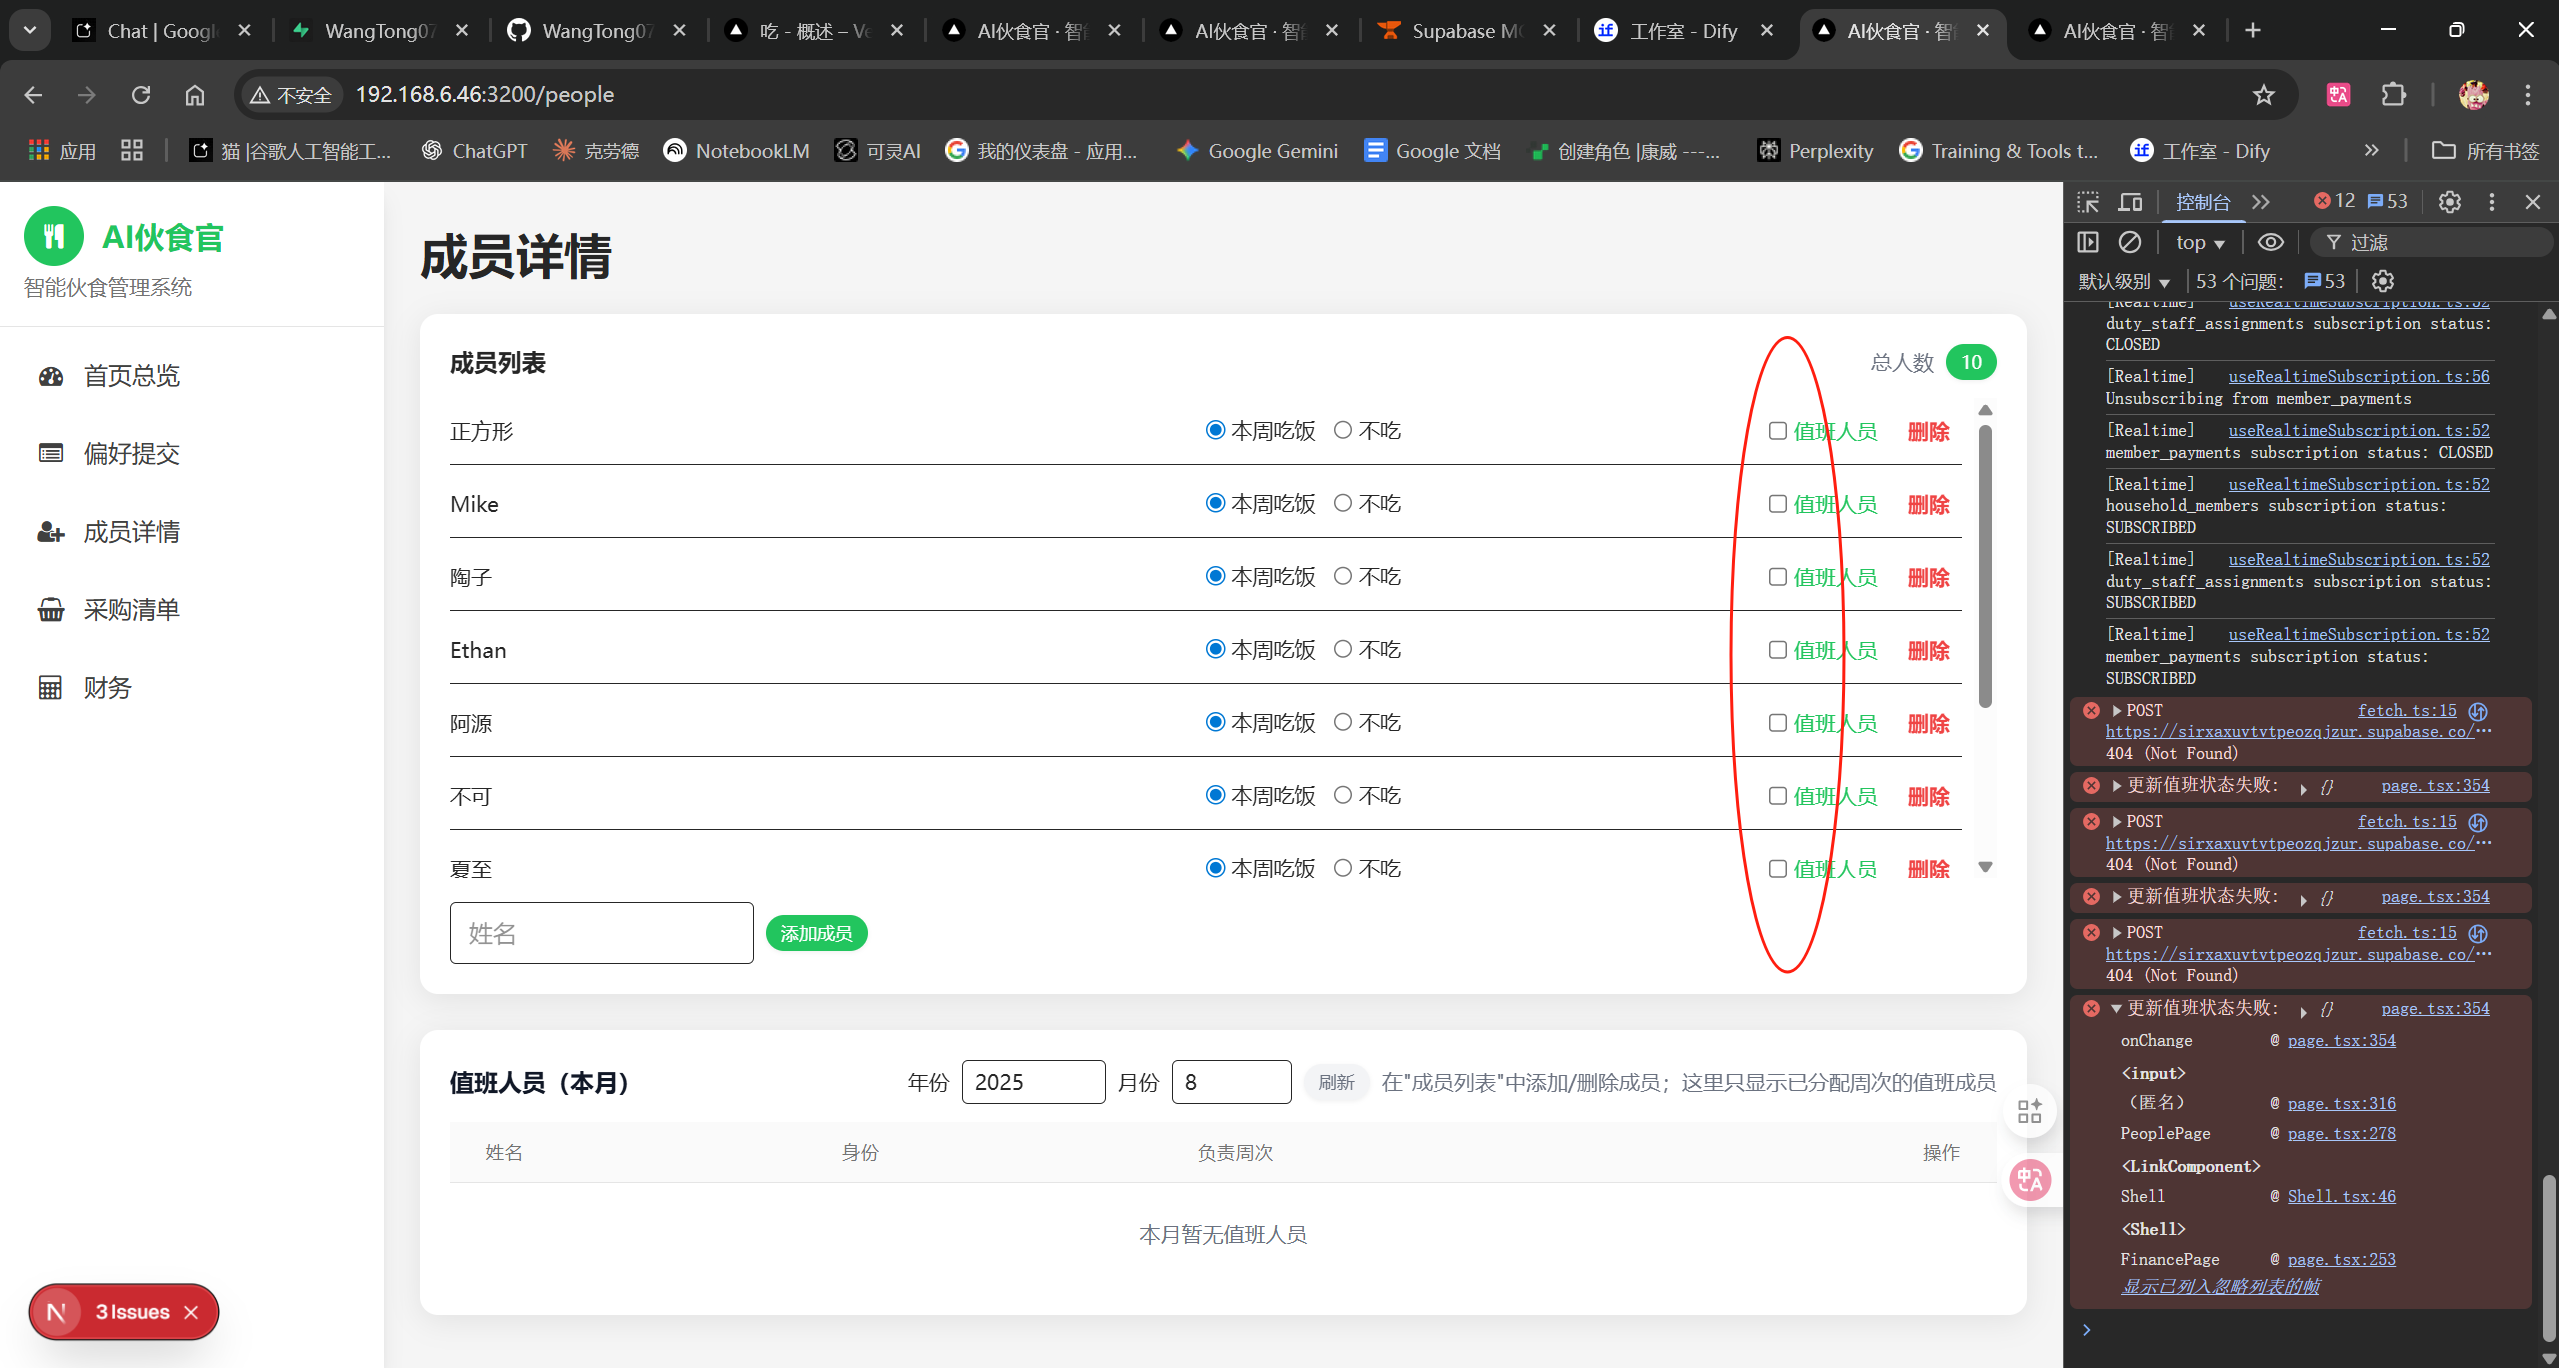 Chat | Googl
WangTong07
WangTong07
吃 - 概述 – Ve
AI伙食官 · 智
AI伙食官 · 智
Supabase MC
工作室 - Dify
AI伙食官 · 智
AI伙食官 · 智
不安全
192.168.6.46:3200/people
应用
猫 |谷歌人工智能工...
ChatGPT
克劳德
NotebookLM
可灵AI
我的仪表盘 - 应用...
Google Gemini
Google 文档
创建角色 |康威 ---...
Perplexity
Training & Tools t...
工作室 - Dify
所有书签
AI伙食官
智能伙食管理系统
首页总览
偏好提交
成员详情
采购清单
财务
3 Issues
成员详情
成员列表
总人数 10
正方形 本周吃饭 不吃 值班人员 删除
Mike 本周吃饭 不吃 值班人员 删除
陶子 本周吃饭 不吃 值班人员 删除
Ethan 本周吃饭 不吃 值班人员 删除
阿源 本周吃饭 不吃 值班人员 删除
不可 本周吃饭 不吃 值班人员 删除
夏至 本周吃饭 不吃 值班人员 删除
姓名
添加成员
值班人员（本月）
年份 2025 月份 8 刷新 在"成员列表"中添加/删除成员；这里只显示已分配周次的值班成员
姓名 身份 负责周次 操作
本月暂无值班人员
控制台 12 53
top 过滤
默认级别 53 个问题: 53
[Realtime] useRealtimeSubscription.ts:52
duty_staff_assignments subscription status:
CLOSED
[Realtime] useRealtimeSubscription.ts:56
Unsubscribing from member_payments
[Realtime] useRealtimeSubscription.ts:52
member_payments subscription status: CLOSED
[Realtime] useRealtimeSubscription.ts:52
household_members subscription status:
SUBSCRIBED
[Realtime] useRealtimeSubscription.ts:52
duty_staff_assignments subscription status:
SUBSCRIBED
[Realtime] useRealtimeSubscription.ts:52
member_payments subscription status:
SUBSCRIBED
POST fetch.ts:15
https://sirxaxuvtvtpeozqjzur.supabase.co/…
404 (Not Found)
更新值班状态失败: {} page.tsx:354
POST fetch.ts:15
https://sirxaxuvtvtpeozqjzur.supabase.co/…
404 (Not Found)
更新值班状态失败: {} page.tsx:354
POST fetch.ts:15
https://sirxaxuvtvtpeozqjzur.supabase.co/…
404 (Not Found)
更新值班状态失败: {} page.tsx:354
onChange @ page.tsx:354
<input>
（匿名） @ page.tsx:316
PeoplePage @ page.tsx:278
<LinkComponent>
Shell @ Shell.tsx:46
<Shell>
FinancePage @ page.tsx:253
显示已列入忽略列表的帧